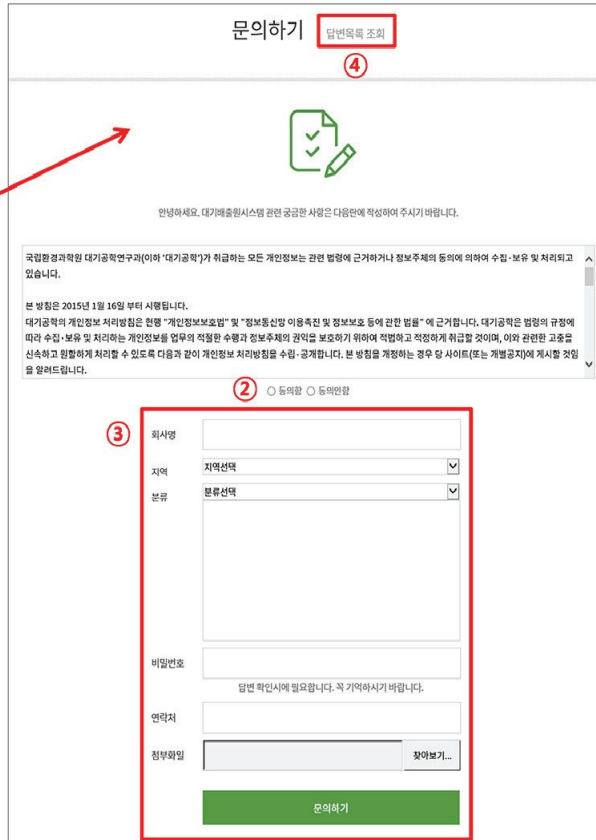 문의하기 답변목록 조회
④
안녕하세요. 대기배출원시스템 관련 궁금한 사항은 다음란에 작성하여 주시기 바랍니다.
국립환경과학원 대기공학연구과(이하 '대기공학')가 취급하는 모든 개인정보는 관련 법령에 근거하거나 정보주체의 동의에 의하여 수집·보유 및 처리되고
있습니다.
본 방침은 2015년 1월 16일 부터 시행됩니다.
대기공학의 개인정보 처리방침은 현행 "개인정보보호법" 및 "정보통신망 이용촉진 및 정보보호 등에 관한 법률" 에 근거합니다. 대기공학은 법령의 규정에
따라 수집·보유 및 처리하는 개인정보를 업무의 적절한 수행과 정보주체의 권익을 보호하기 위하여 적법하고 적정하게 취급할 것이며, 이와 관련한 고충을
신속하고 원활하게 처리할 수 있도록 다음과 같이 개인정보 처리방침을 수립·공개합니다. 본 방침을 개정하는 경우 당 사이트(또는 개별공지)에 게시할 것임
을 알려드립니다.
② 동의함 동의안함
③ 회사명
지역 지역선택
분류 분류선택
비밀번호
답변 확인시에 필요합니다. 꼭 기억하시기 바랍니다.
연락처
첨부화일 찾아보기...
문의하기